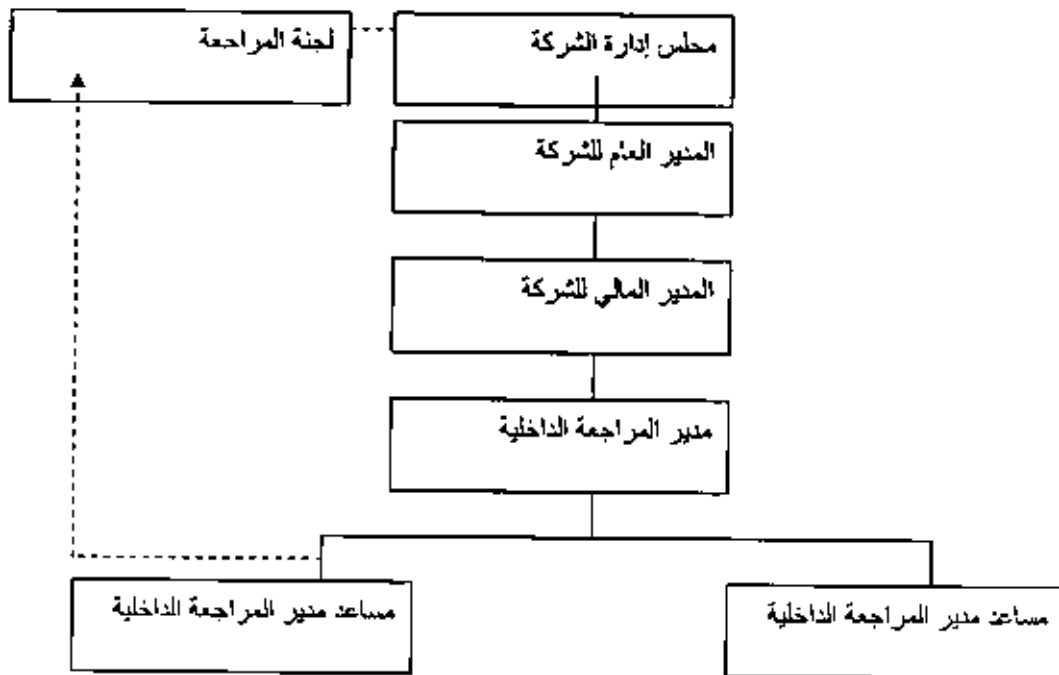 لجنة المراجعة
مجلس إدارة الشركة
المدير العام للشركة
المدير المالي للشركة
مدير المراجعة الداخلية
مساعد مدير المراجعة الداخلية
مساعد مدير المراجعة الداخلية